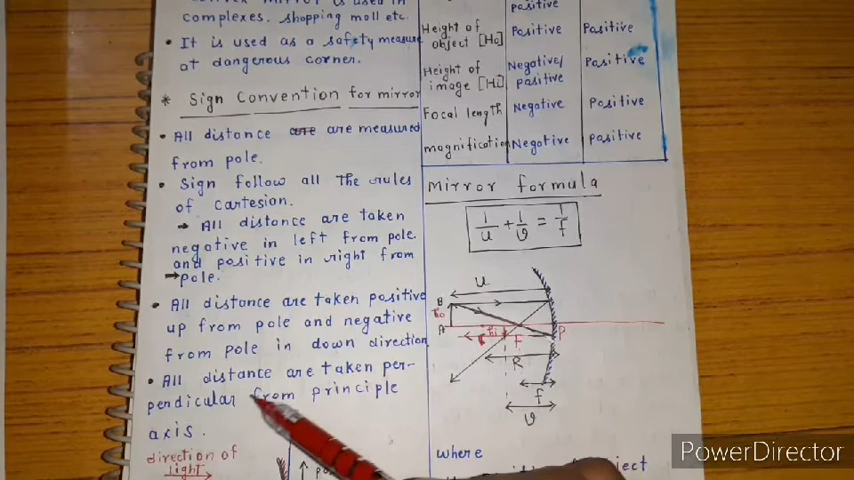 complexes. shopping moll etc.
• It is used as a safety measure
at dangerous corner.
* Sign Convention for mirror
• All distance are are measured
from pole.
• Sign follow all the rules
of cartesion.
→ All distance are taken
negative in left from pole
and positive in right from
→ pole.
• All distance are taken positive
up from pole and negative
from pole in down direction
• All distance are taken per-
pendicular from principle
axis.
direction of
light
positive
Height of object [Ho] Positive Positive
Height of image [Hi] Negative/positive Positive
Focal length Negative Positive
magnification Negative Positive
Mirror formula
1/u + 1/v = 1/f
u
B
ho
A
hi
F
P
R
f
v
where
PowerDirector